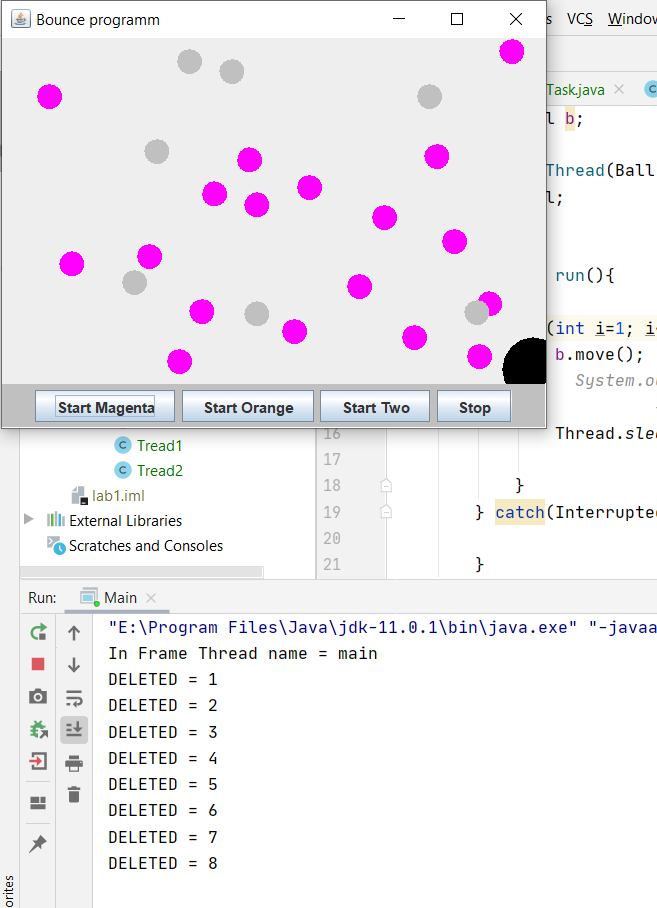 Bounce programm
s VCS Window
Task.java
l b;
Thread(Ball
l;
run(){
(int i=1; i
b.move();
System.ou
Start Magenta Start Orange Start Two Stop
16 Thread.slee
17
Tread1
Tread2
18 }
lab1.iml
19 } catch(Interrupted
External Libraries
20
Scratches and Consoles
21 }
Run: Main
"E:\Program Files\Java\jdk-11.0.1\bin\java.exe" "-javaa
In Frame Thread name = main
DELETED = 1
DELETED = 2
DELETED = 3
DELETED = 4
DELETED = 5
DELETED = 6
DELETED = 7
DELETED = 8
orites